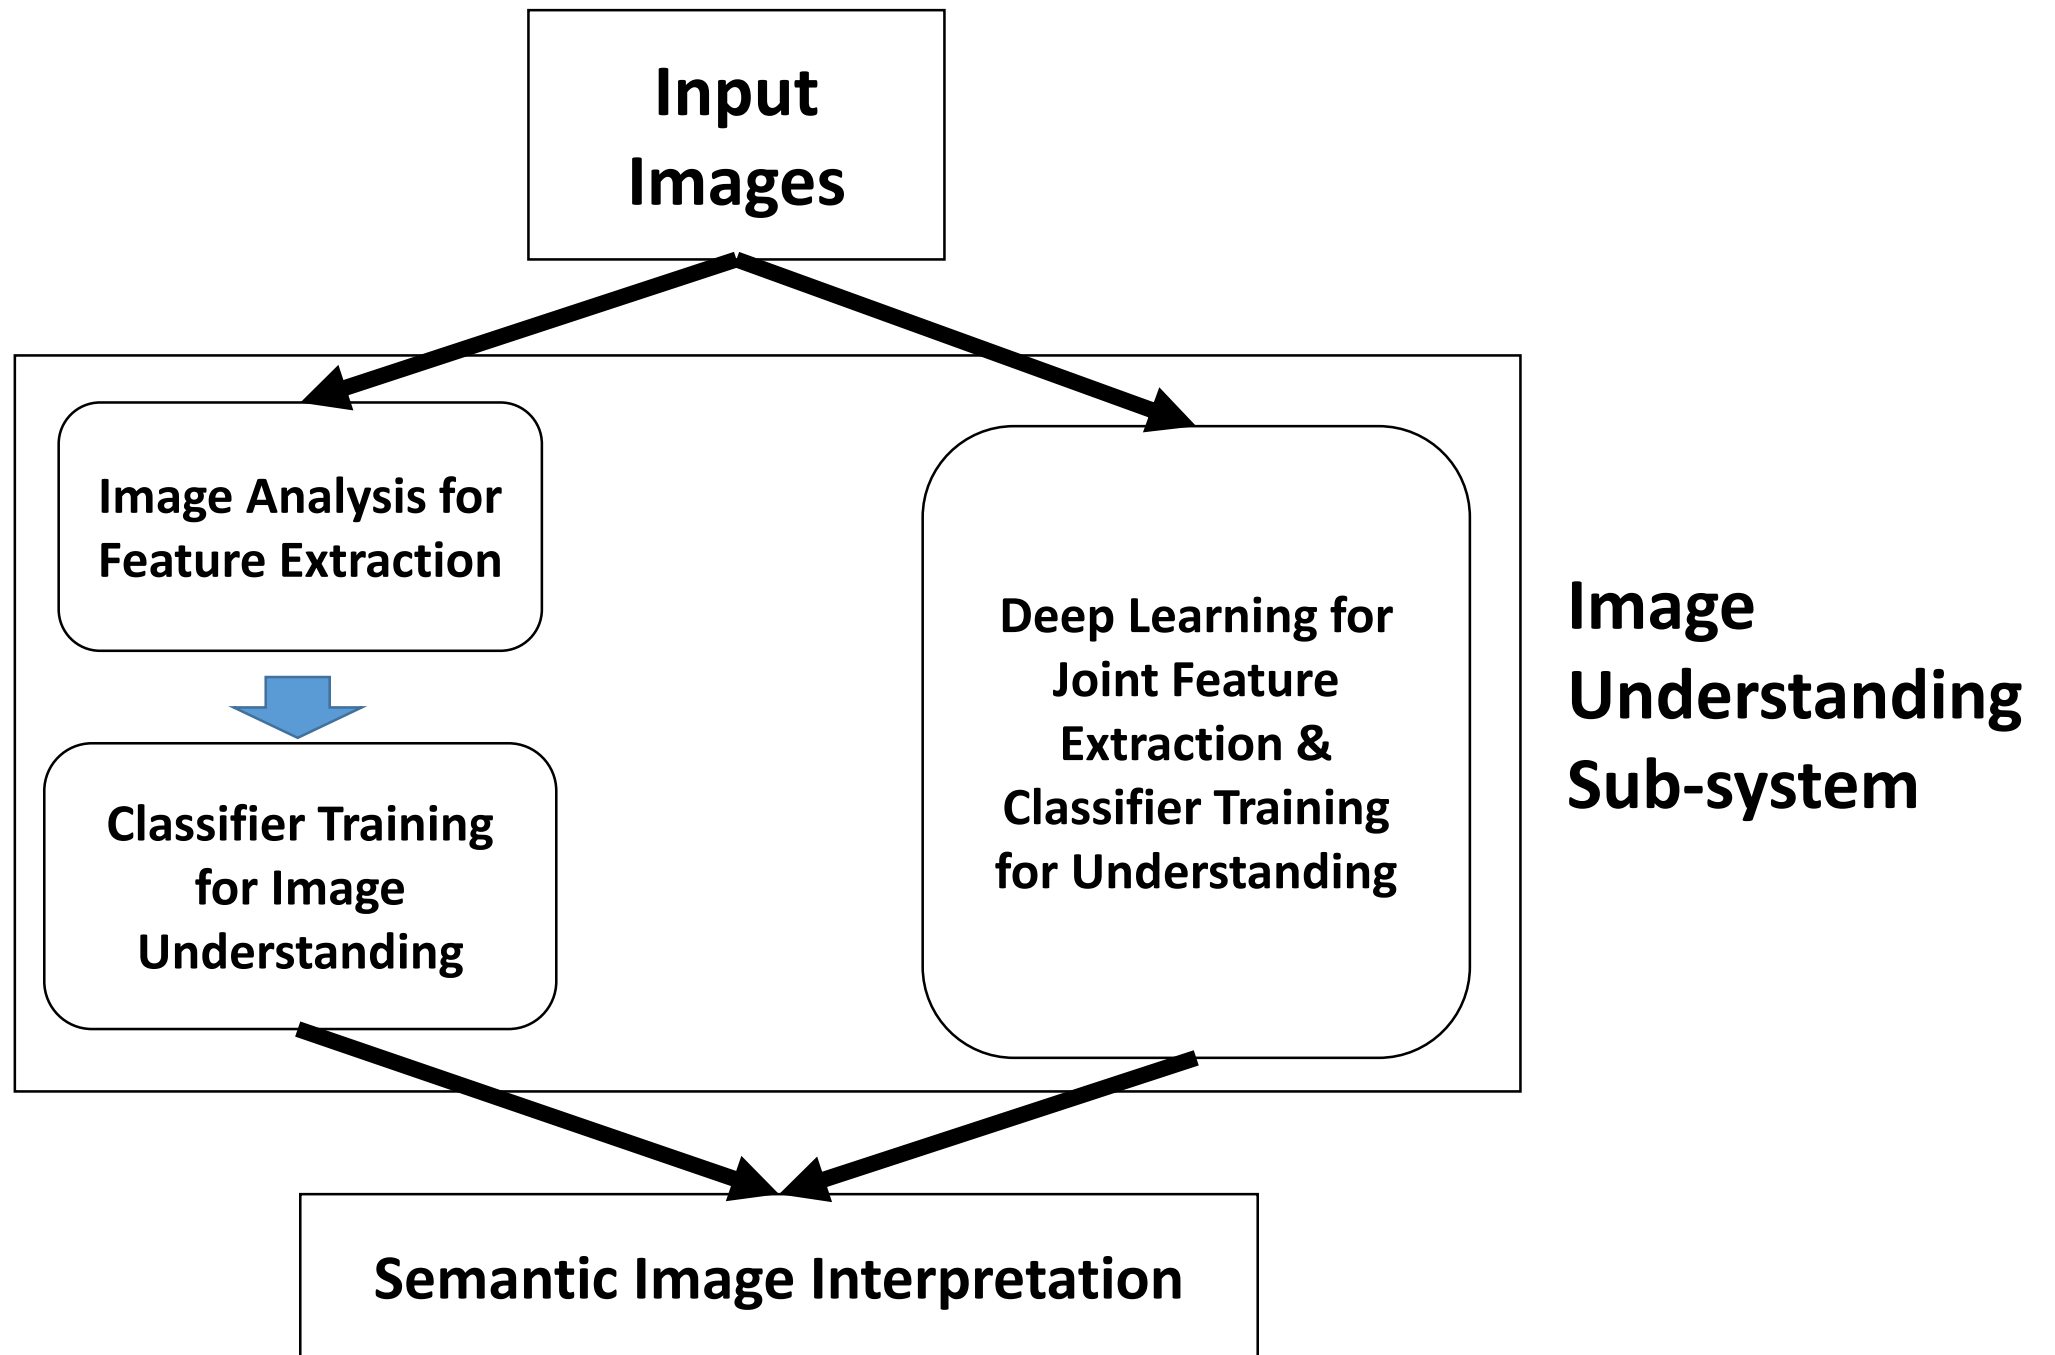 Input
Images
Image Analysis for
Feature Extraction
Classifier Training
for Image
Understanding
Deep Learning for
Joint Feature
Extraction &
Classifier Training
for Understanding
Image
Understanding
Sub-system
Semantic Image Interpretation